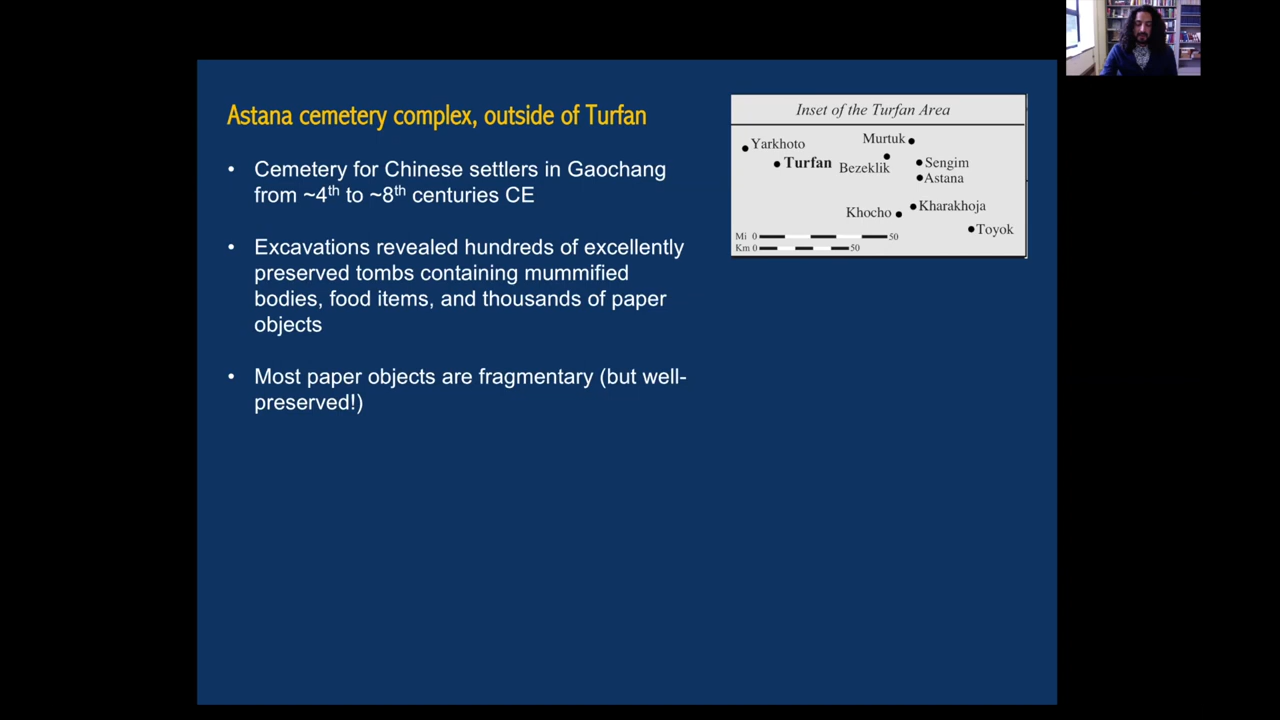 Astana cemetery complex, outside of Turfan
• Cemetery for Chinese settlers in Gaochang
from ~4th to ~8th centuries CE
• Excavations revealed hundreds of excellently
preserved tombs containing mummified
bodies, food items, and thousands of paper
objects
• Most paper objects are fragmentary (but well-
preserved!)
Inset of the Turfan Area
Yarkhoto
Murtuk
Turfan
Bezeklik
Sengim
Astana
Khocho
Kharakhoja
Toyok
Mi 0 50
Km 0 50